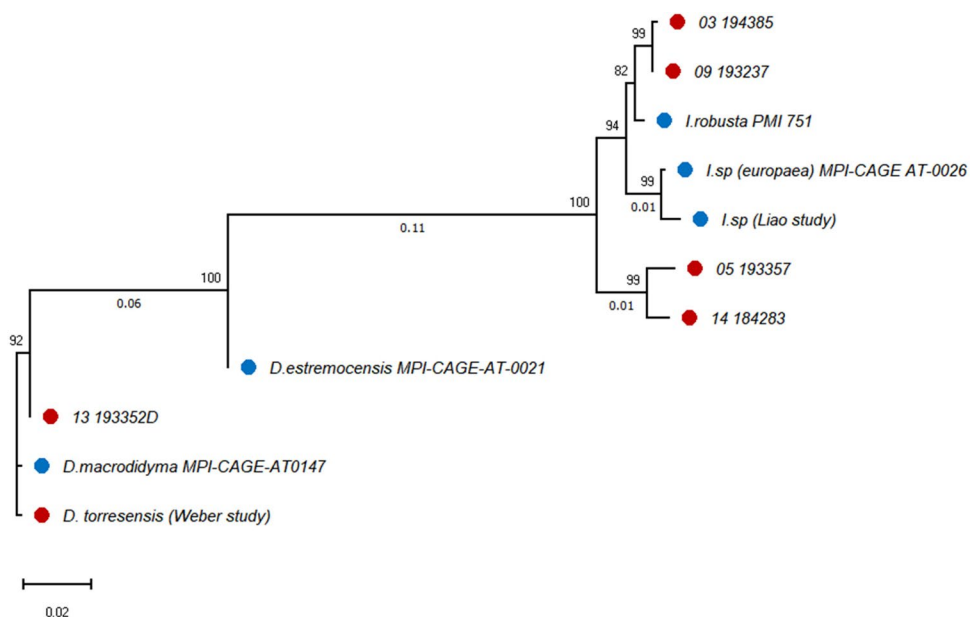 99
03 194385
82
09 193237
94
I.robusta PMI 751
99
I.sp (europaea) MPI-CAGE AT-0026
100
0.01
I.sp (Liao study)
0.11
100
99
05 193357
0.01
14 184283
0.06
92
D.estremocensis MPI-CAGE-AT-0021
13 193352D
D.macrodidyma MPI-CAGE-AT0147
D. torresensis (Weber study)
0.02